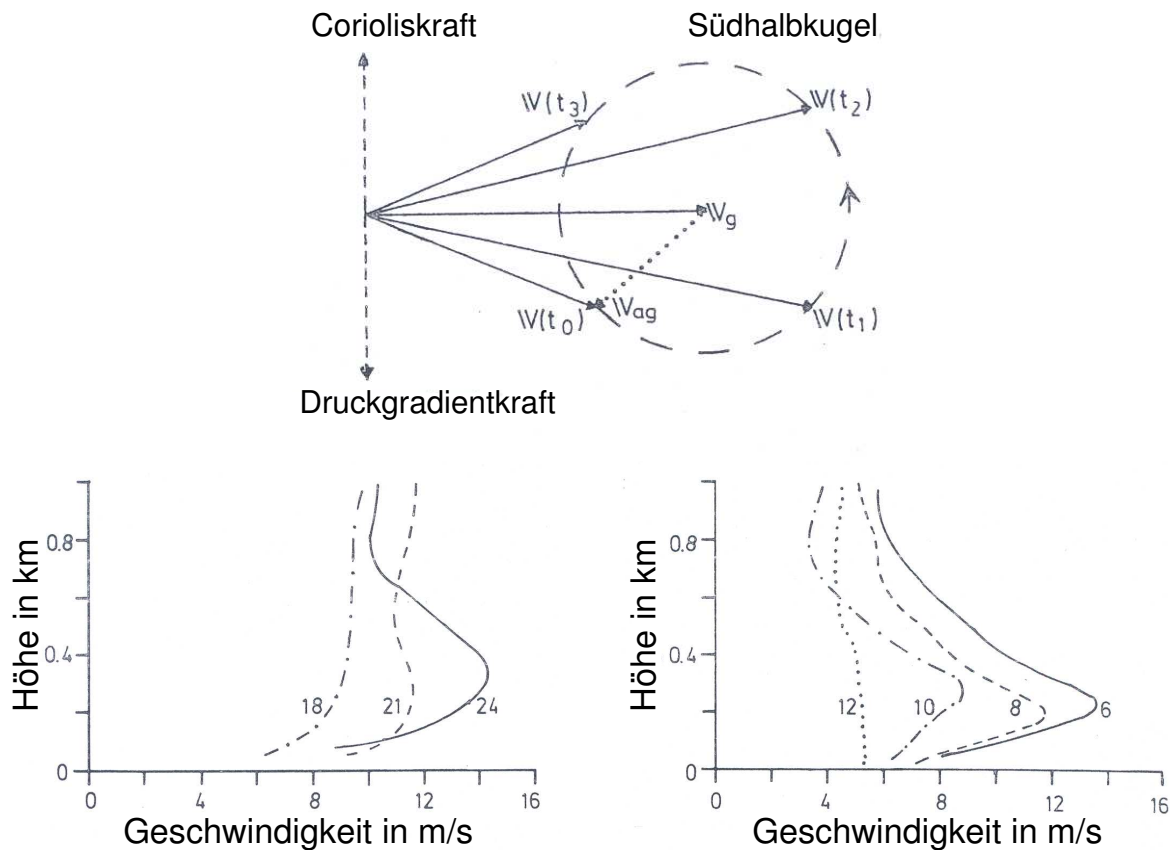 Corioliskraft Südhalbkugel
W(t3) W(t2)
Wg
W(t0) Wag W(t1)
Druckgradientkraft
Höhe in km
0.8
0.4
0
18 21 24
0 4 8 12 16
Geschwindigkeit in m/s
Höhe in km
0.8
0.4
0
12 10 8 6
0 4 8 12 16
Geschwindigkeit in m/s